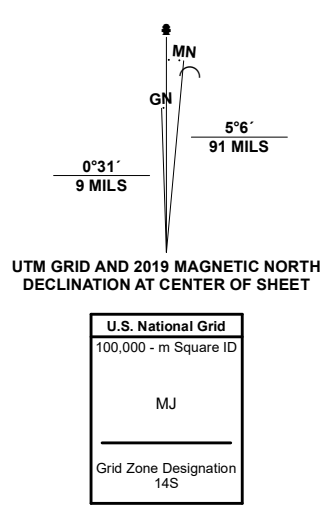 MN
GN
5°6´
91 MILS
0°31´
9 MILS
UTM GRID AND 2019 MAGNETIC NORTH
DECLINATION AT CENTER OF SHEET
U.S. National Grid
100,000 - m Square ID
MJ
Grid Zone Designation
14S